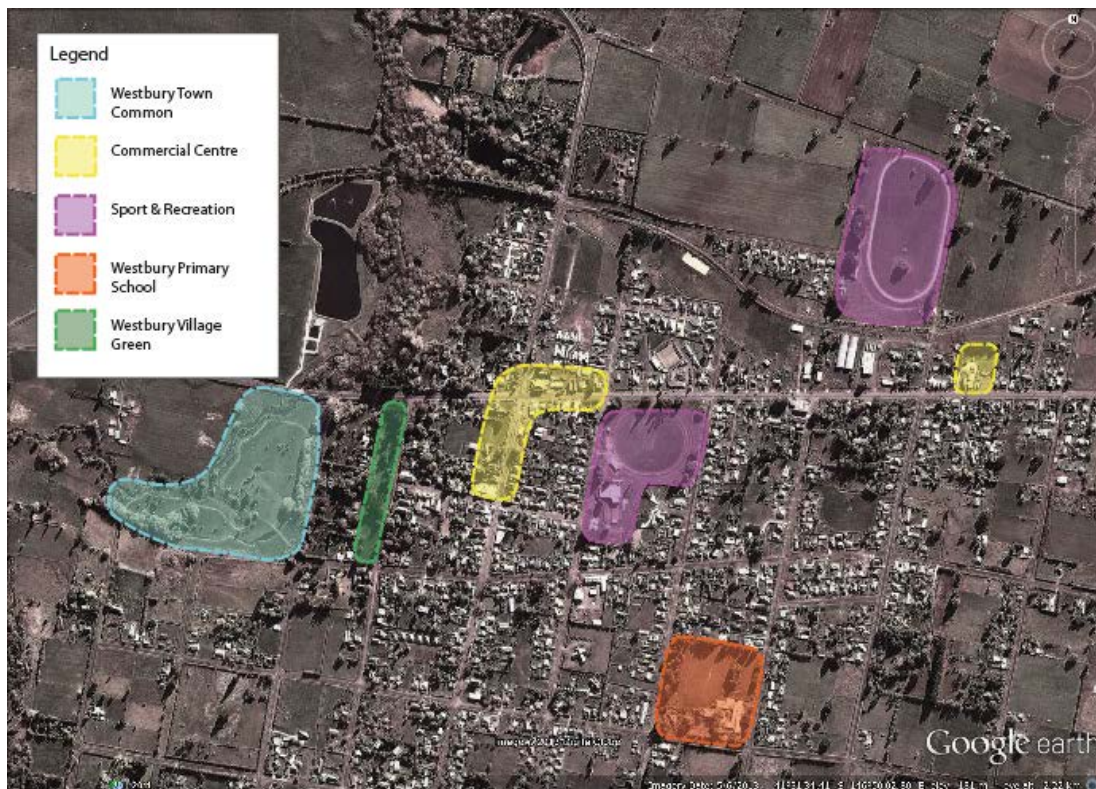 Legend
Westbury Town
Common
Commercial Centre
Sport & Recreation
Westbury Primary
School
Westbury Village
Green
N
Google earth